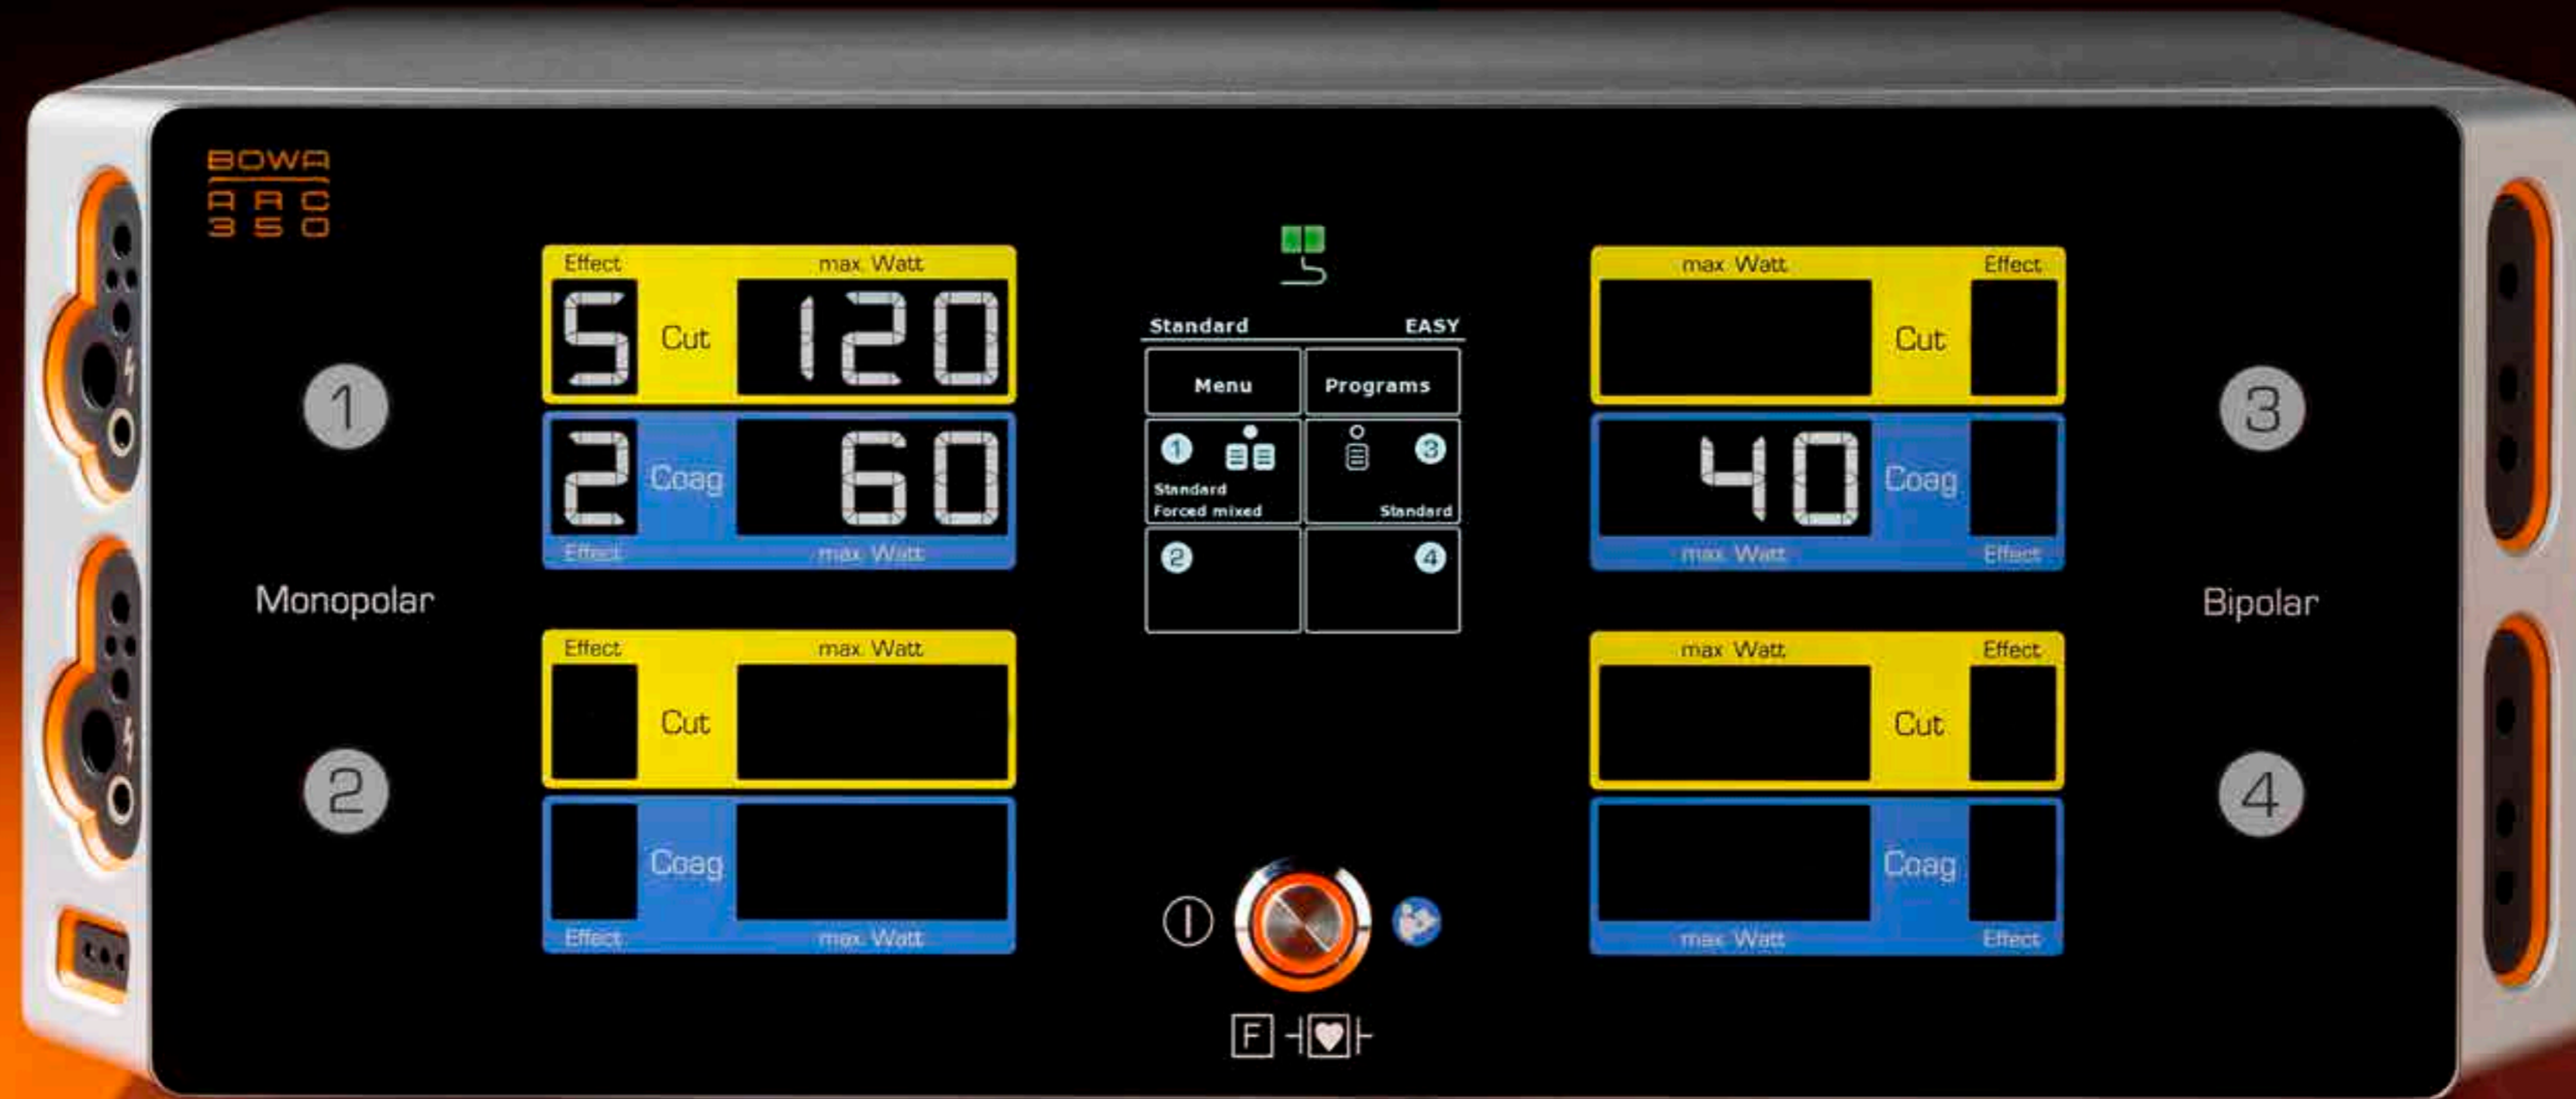 BOWA
ARC
350
Effect max. Watt
5 Cut 120
2 Coag 60
Effect max. Watt
1
Monopolar
Effect max. Watt
Cut
Coag
Effect max. Watt
2
Standard EASY
Menu Programs
1 3
Standard
Forced mixed Standard
2 4
F
max. Watt Effect
Cut
40 Coag
max. Watt Effect
3
Bipolar
max. Watt Effect
Cut
Coag
max. Watt Effect
4